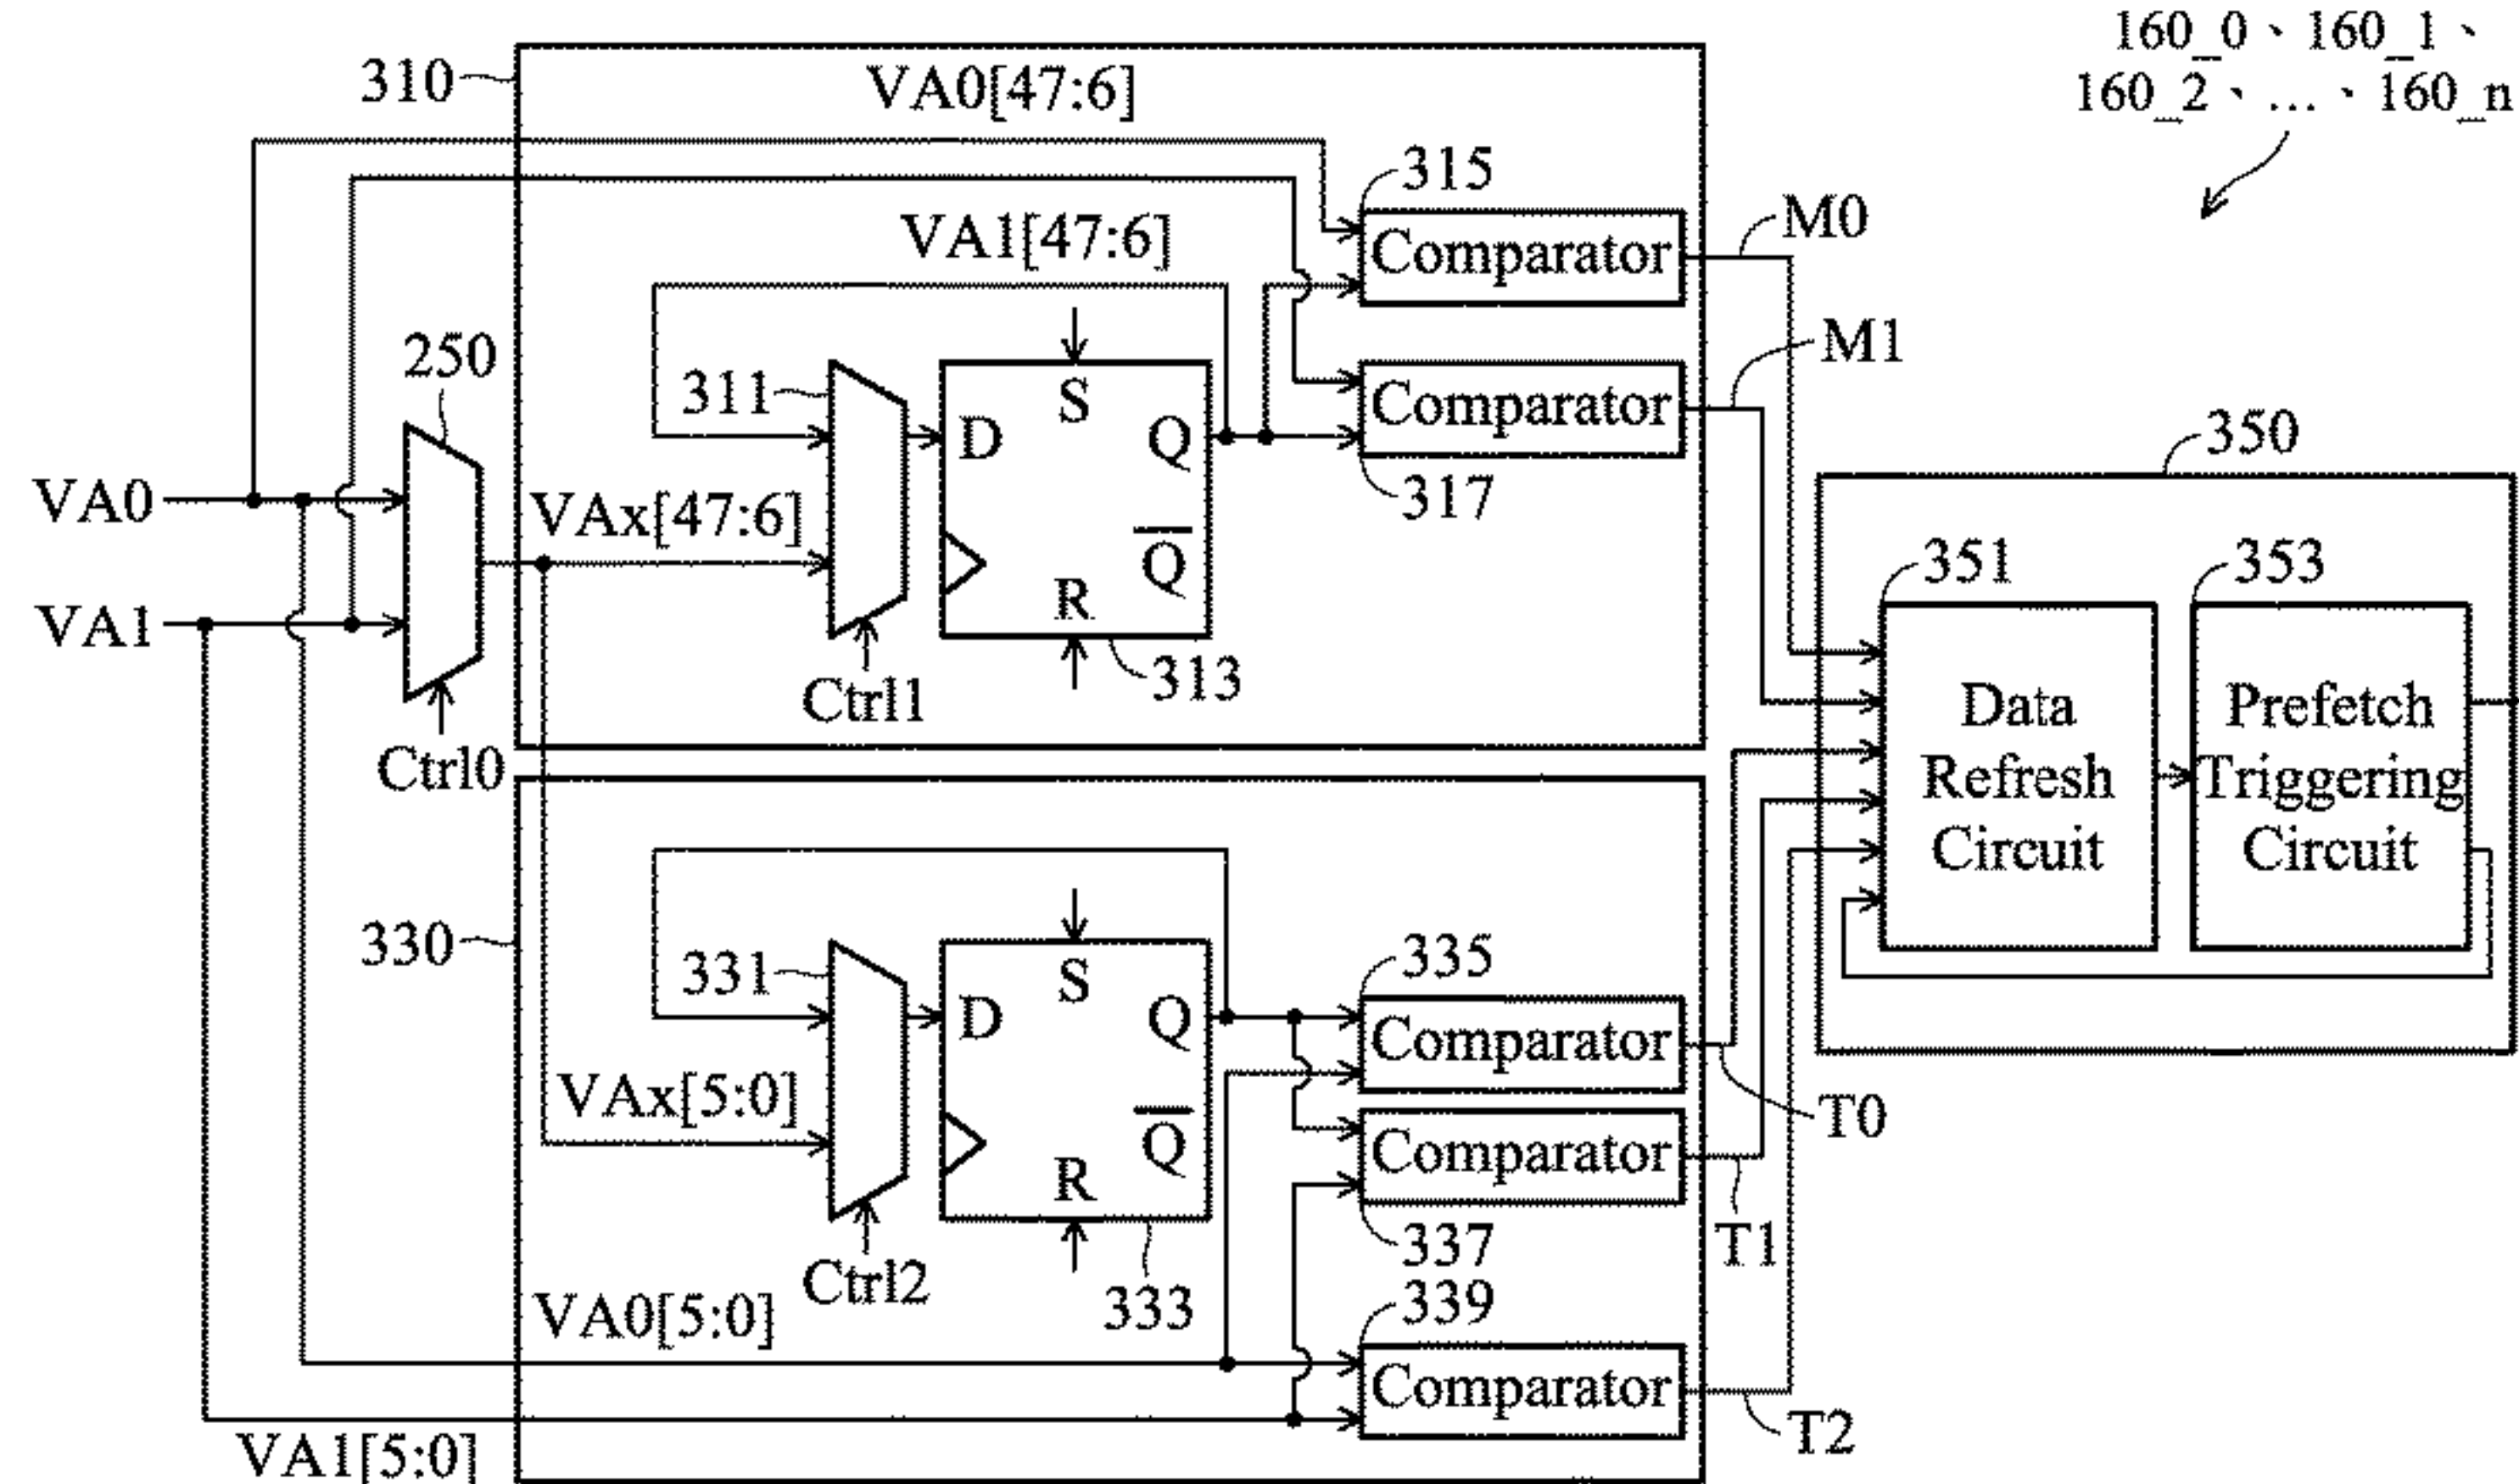 160_0、160_1、
160_2、...、160_n
310
VA0[47:6]
315
M0
Comparator
VA1[47:6]
M1
250
311
S
D
Q
Comparator
317
350
VA0
VAx[47:6]
Q
351
353
VA1
R
Ctrl1
313
Ctrl0
Data
Refresh
Circuit
Prefetch
Triggering
Circuit
330
331
S
D
Q
335
Comparator
T0
VAx[5:0]
Q
Comparator
R
T1
337
Ctrl2
333
339
VA0[5:0]
Comparator
T2
VA1[5:0]